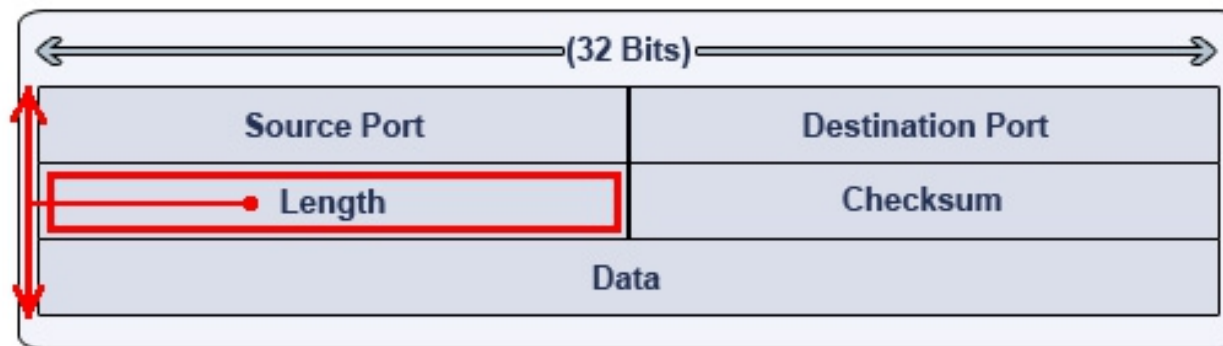 (32 Bits)
Source Port Destination Port
Length Checksum
Data